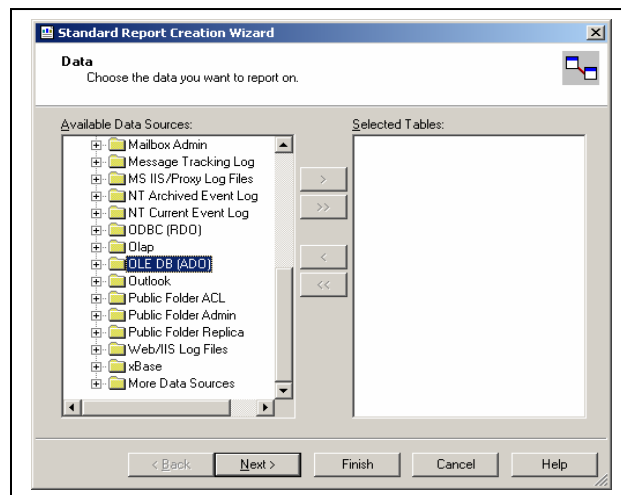 Standard Report Creation Wizard
Data
Choose the data you want to report on.
Available Data Sources:
Selected Tables:
Mailbox Admin
Message Tracking Log
MS IIS/Proxy Log Files
NT Archived Event Log
NT Current Event Log
ODBC (RDO)
Olap
OLE DB (ADO)
Outlook
Public Folder ACL
Public Folder Admin
Public Folder Replica
Web/IIS Log Files
xBase
More Data Sources
>
>>
<
<<
< Back
Next >
Finish
Cancel
Help